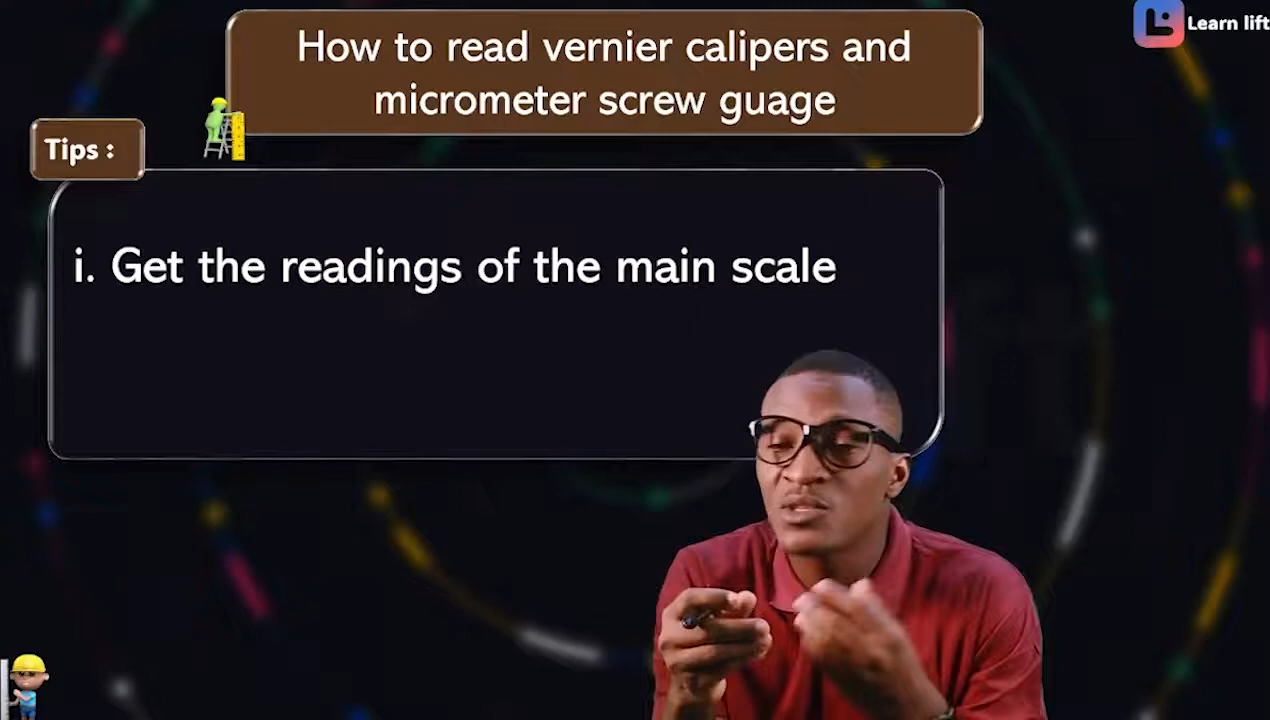 Learn lift
How to read vernier calipers and
micrometer screw guage
Tips :
i. Get the readings of the main scale